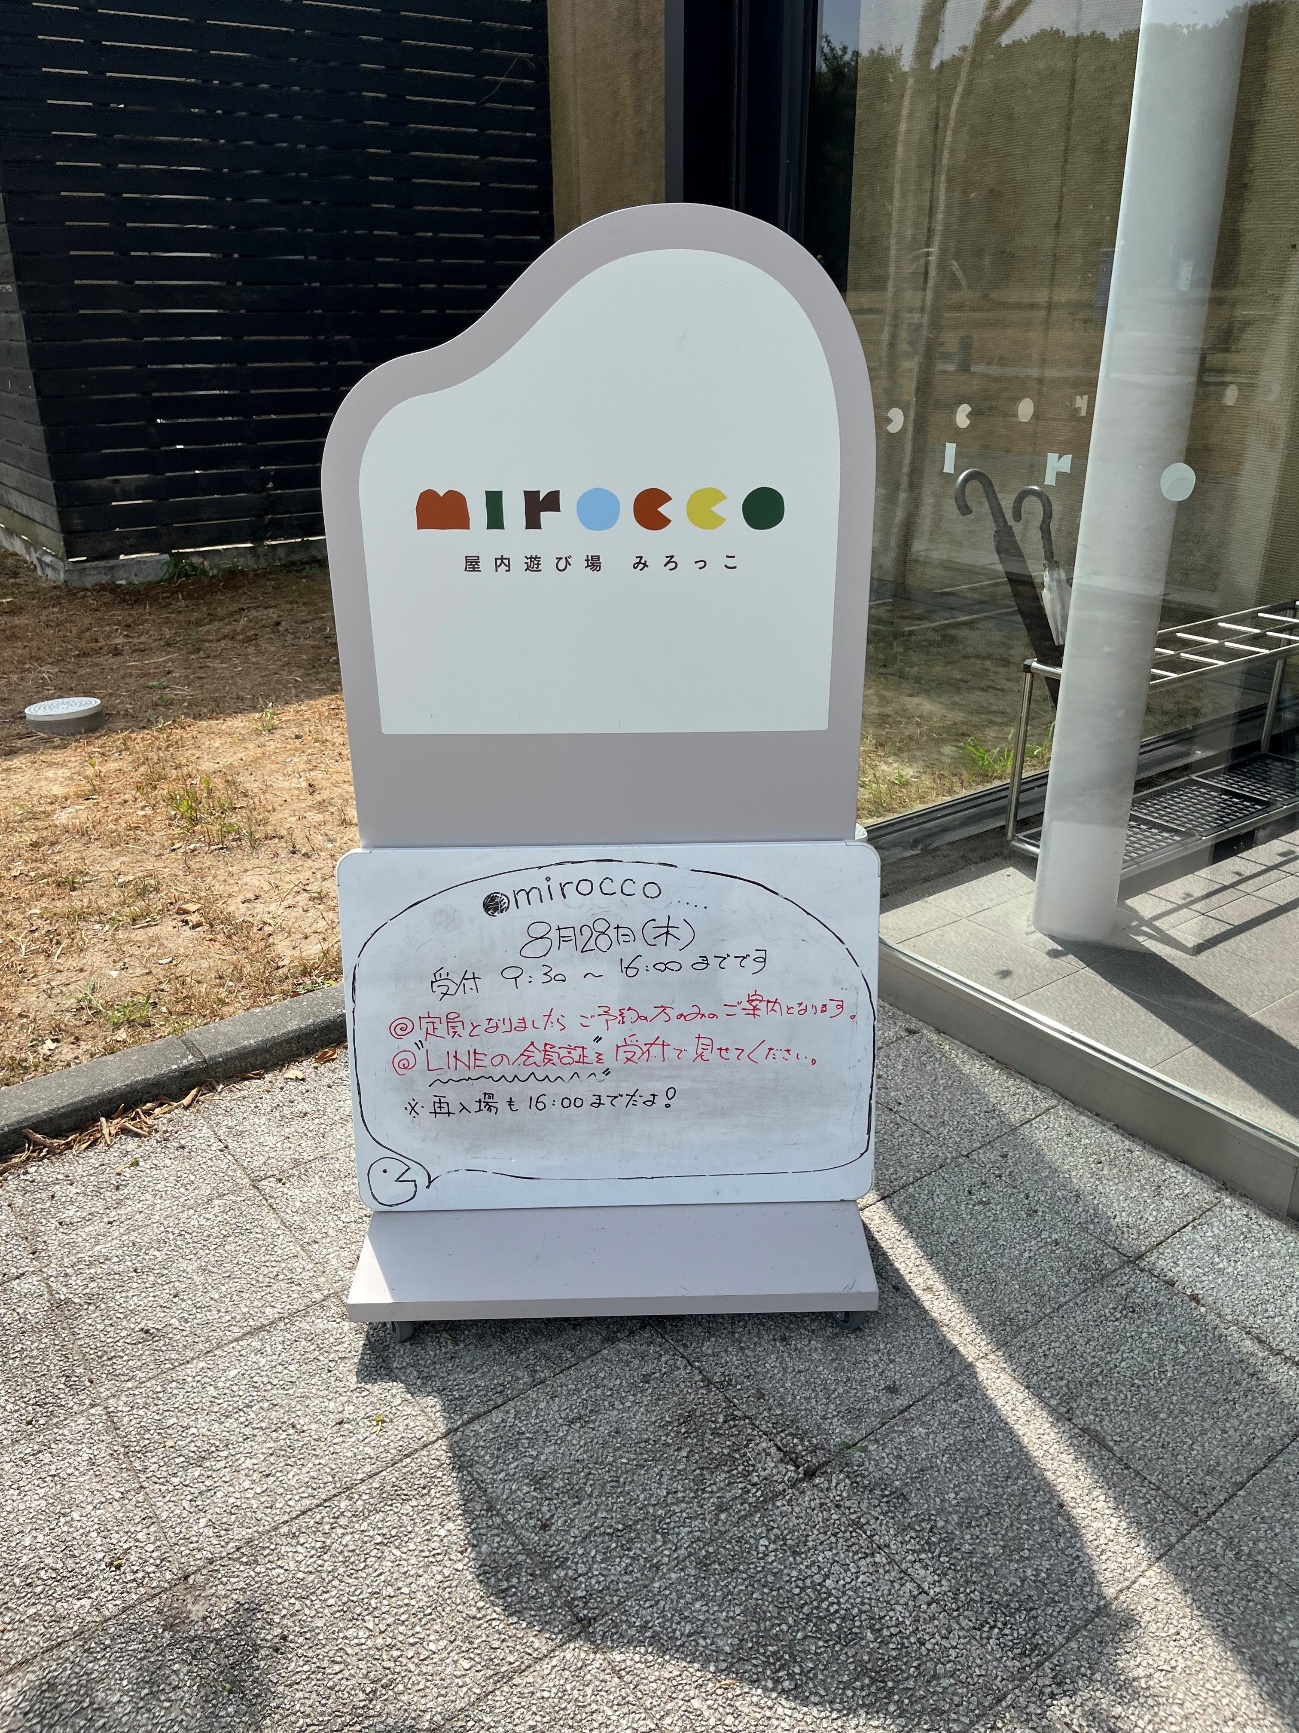 mirocco
屋内遊び場 みろっこ
mirocco.....
8月28日(木)
受付 9:30 ~ 16:00 までです
@定員となりましたら ご予約の方のみのご案内となります。
@"LINEの会員証"を受付で見せてください。
※再入場も16:00までだよ!
i r o